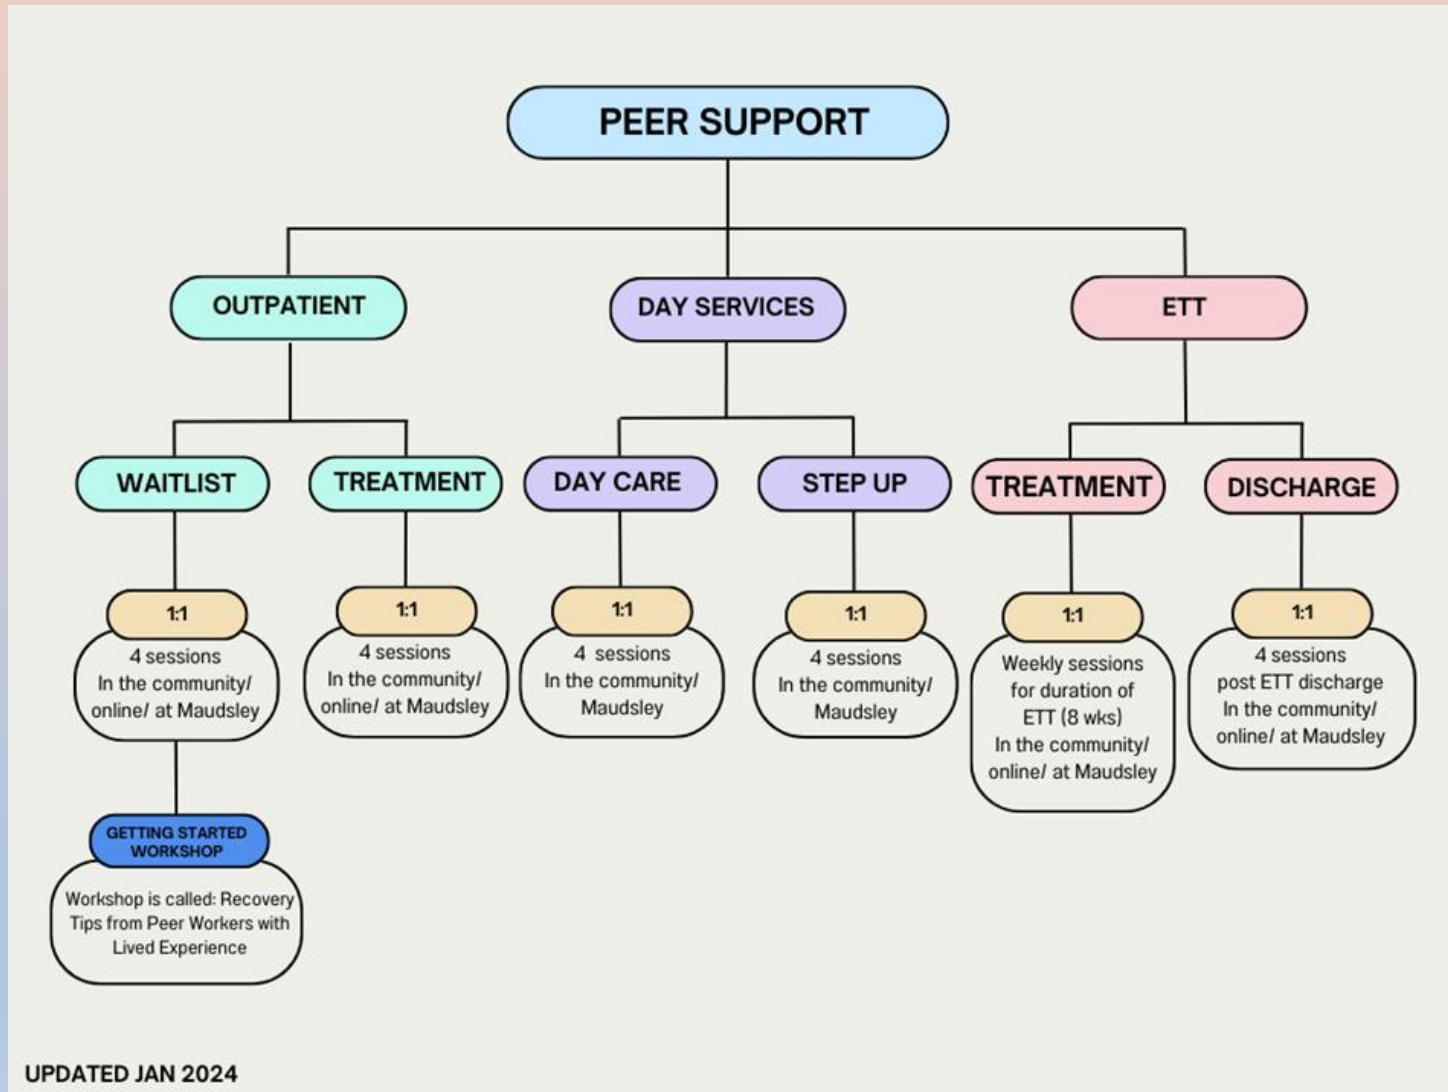 PEER SUPPORT
OUTPATIENT
DAY SERVICES
ETT
WAITLIST
TREATMENT
DAY CARE
STEP UP
TREATMENT
DISCHARGE
1:1
4 sessions
In the community/
online/ at Maudsley
1:1
4 sessions
In the community/
online/ at Maudsley
1:1
4 sessions
In the community/
Maudsley
1:1
4 sessions
In the community/
Maudsley
1:1
Weekly sessions
for duration of
ETT (8 wks)
In the community/
online/ at Maudsley
1:1
4 sessions
post ETT discharge
In the community/
online/ at Maudsley
GETTING STARTED
WORKSHOP
Workshop is called: Recovery
Tips from Peer Workers with
Lived Experience
UPDATED JAN 2024